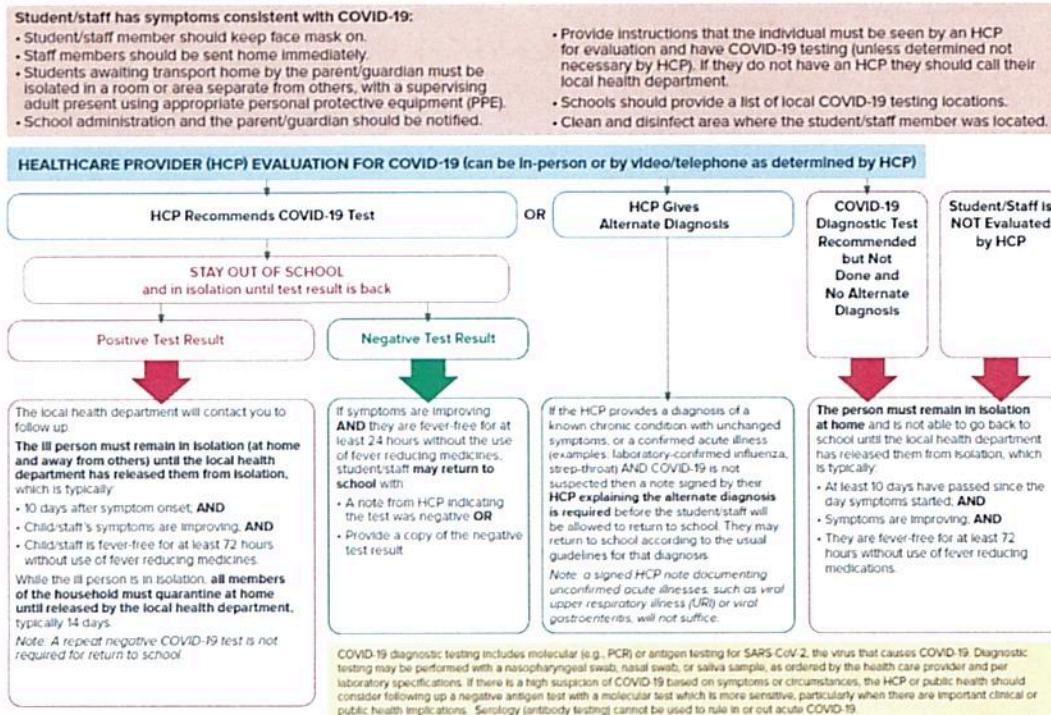 Student/staff has symptoms consistent with COVID-19:
• Student/staff member should keep face mask on.
• Staff members should be sent home immediately.
• Students awaiting transport home by the parent/guardian must be
isolated in a room or area separate from others, with a supervising
adult present using appropriate personal protective equipment (PPE).
• School administration and the parent/guardian should be notified.
• Provide instructions that the individual must be seen by an HCP
for evaluation and have COVID-19 testing (unless determined not
necessary by HCP). If they do not have an HCP they should call their
local health department.
• Schools should provide a list of local COVID-19 testing locations.
• Clean and disinfect area where the student/staff member was located.
HEALTHCARE PROVIDER (HCP) EVALUATION FOR COVID-19 (can be in-person or by video/telephone as determined by HCP)
HCP Recommends COVID-19 Test
OR
HCP Gives
Alternate Diagnosis
COVID-19
Diagnostic Test
Recommended
but Not
Done and
No Alternate
Diagnosis
Student/Staff is
NOT Evaluated
by HCP
STAY OUT OF SCHOOL
and in isolation until test result is back
Positive Test Result
Negative Test Result
The local health department will contact you to
follow up.
The ill person must remain in isolation (at home
and away from others) until the local health
department has released them from isolation,
which is typically:
• 10 days after symptom onset; AND
• Child/staff's symptoms are improving; AND
• Child/staff is fever-free for at least 72 hours
without use of fever reducing medicines.
While the ill person is in isolation, all members
of the household must quarantine at home
until released by the local health department,
typically 14 days.
Note: A repeat negative COVID-19 test is not
required for return to school.
If symptoms are improving
AND they are fever-free for
at least 24 hours without the use
of fever reducing medicines,
student/staff may return to
school with:
• A note from HCP indicating
the test was negative OR
• Provide a copy of the negative
test result
If the HCP provides a diagnosis of a
known chronic condition with unchanged
symptoms, or a confirmed acute illness
(examples: laboratory-confirmed influenza,
strep-throat) AND COVID-19 is not
suspected then a note signed by their
HCP explaining the alternate diagnosis
is required before the student/staff will
be allowed to return to school. They may
return to school according to the usual
guidelines for that diagnosis.
Note: a signed HCP note documenting
unconfirmed acute illnesses, such as viral
upper respiratory illness (URI) or viral
gastroenteritis, will not suffice.
The person must remain in isolation
at home and is not able to go back to
school until the local health department
has released them from isolation, which
is typically:
• At least 10 days have passed since the
day symptoms started; AND
• Symptoms are improving; AND
• They are fever-free for at least 72
hours without use of fever reducing
medications.
COVID-19 diagnostic testing includes molecular (e.g., PCR) or antigen testing for SARS-CoV-2, the virus that causes COVID-19. Diagnostic
testing may be performed with a nasopharyngeal swab, nasal swab, or saliva sample, as ordered by the health care provider and per
laboratory specifications. If there is a high suspicion of COVID-19 based on symptoms or circumstances, the HCP or public health should
consider following up a negative antigen test with a molecular test which is more sensitive, particularly when there are important clinical or
public health implications. Serology (antibody testing) cannot be used to rule in or out acute COVID-19.